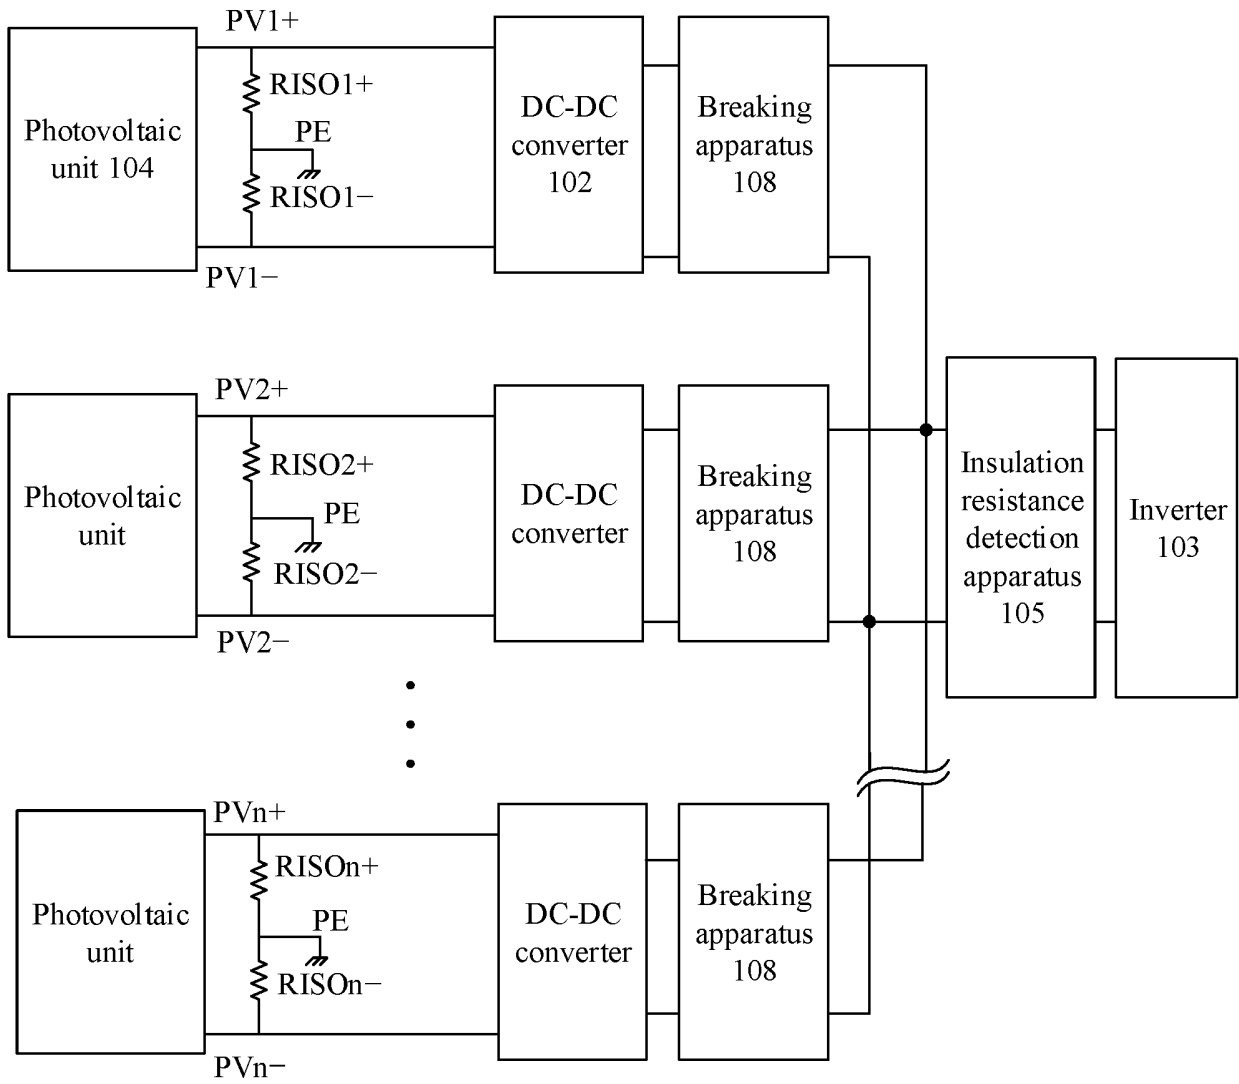 PV1+
Photovoltaic
unit 104
RISO1+
PE
RISO1−
PV1−
DC-DC
converter
102
Breaking
apparatus
108
PV2+
Photovoltaic
unit
RISO2+
PE
RISO2−
PV2−
DC-DC
converter
Breaking
apparatus
108
Insulation
resistance
detection
apparatus
105
Inverter
103
PVn+
Photovoltaic
unit
RISOn+
PE
RISOn−
PVn−
DC-DC
converter
Breaking
apparatus
108